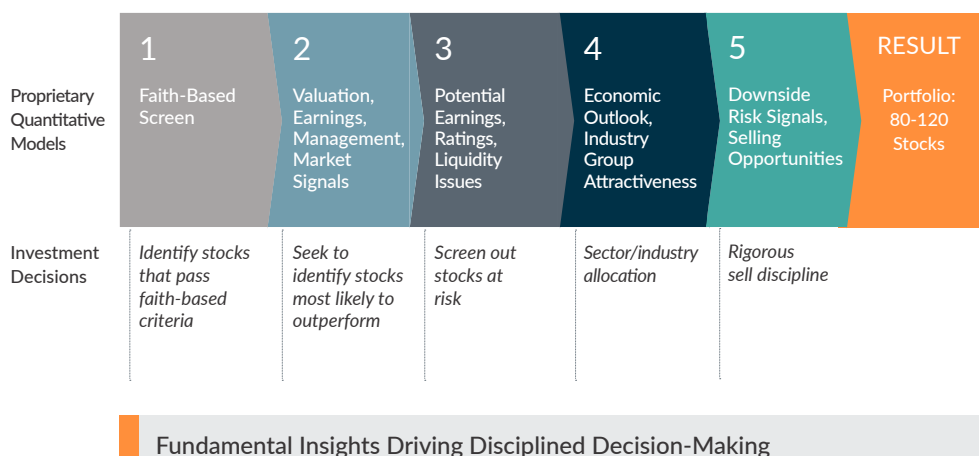 1
Faith-Based
Screen
2
Valuation,
Earnings,
Management,
Market
Signals
3
Potential
Earnings,
Ratings,
Liquidity
Issues
4
Economic
Outlook,
Industry
Group
Attractiveness
5
Downside
Risk Signals,
Selling
Opportunities
RESULT
Portfolio:
80-120
Stocks
Proprietary
Quantitative
Models
Investment
Decisions
Identify stocks
that pass
faith-based
criteria
Seek to
identify stocks
most likely to
outperform
Screen out
stocks at
risk
Sector/industry
allocation
Rigorous
sell discipline
Fundamental Insights Driving Disciplined Decision-Making